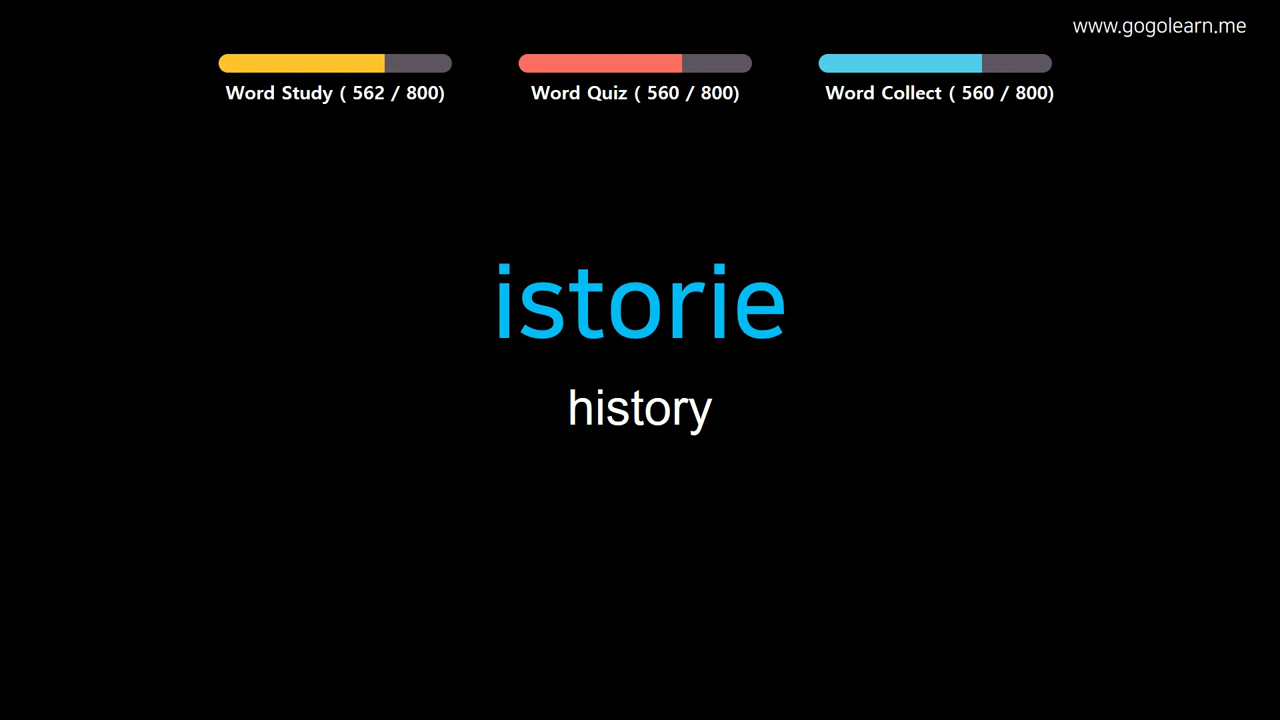 www.gogolearn.me
Word Study ( 562 / 800)
Word Quiz ( 560 / 800)
Word Collect ( 560 / 800)
istorie
history